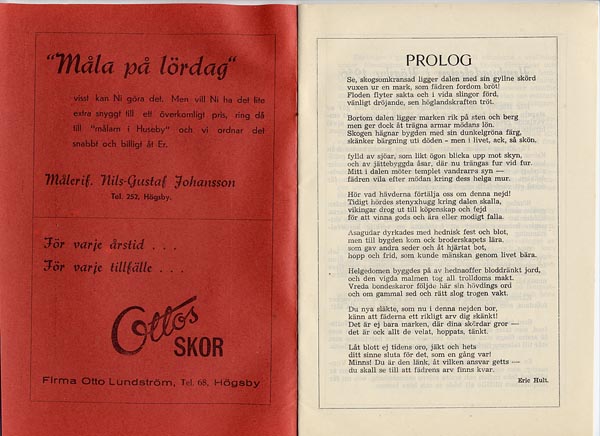 "Måla på lördag"
visst kan Ni göra det. Men vill Ni ha det lite
extra snyggt till ett överkomligt pris, ring då
till "målarn i Huseby" och vi ordnar det
snabbt och billigt åt Er.
Målerif. Nils-Gustaf Johansson
Tel. 252, Högsby.
För varje årstid . . .
För varje tillfälle . . .
Ottos
SKOR
Firma Otto Lundström, Tel. 68, Högsby
PROLOG
Se, skogsomkransad ligger dalen med sin gyllne skörd
vuxen ur en mark, som fädren fordom bröt!
Floden flyter sakta och i vida slingor förd,
vänligt dröjande, sen höglandskraften tröt.
Bortom dalen ligger marken rik på sten och berg
men ger dock åt trägna armar mödans lön.
Skogen hägnar bygden med sin dunkelgröna färg,
skänker bärgning uti döden - men i livet, ack, så skön.
fylld av sjöar, som likt ögon blicka upp mot skyn,
och av jättebyggda åsar, där nu trängas fur vid fur.
Mitt i dalen möter templet vandrarns syn —
fädren vila efter mödan kring dess helga mur.
Hör vad hävderna förtälja oss om denna nejd!
Tidigt hördes stenyxhugg kring dalen skalla,
vikingar drog ut till köpenskap och fejd
för att vinna gods och ära eller modigt falla.
Asagudar dyrkades med hednisk fest och blot,
men till bygden kom ock broderskapets lära.
som gav andra seder och åt hjärtat bot,
hopp och frid, som kunde mänskan genom livet bära.
Helgedomen byggdes på av hednaoffer bloddränkt jord,
och den vigda malmen tog all trolldoms makt.
Vreda bondeskaror följde här sin hövdings ord
och om gammal sed och rätt slog trogen vakt.
Du nya släkte, som nu i denna nejden bor,
känn att fäderna ett rikligt arv dig skänkt!
Det är ej bara marken, där dina skördar gror —
det är ock allt de velat, hoppats, tänkt.
Låt blott ej tidens oro, jäkt och heta
ditt sinne sluta för det, som en gång var!
Minns! Du är den länk, åt vilken ansvar getts —
du skall se till att fädrens arv finns kvar.
Eric Hult.